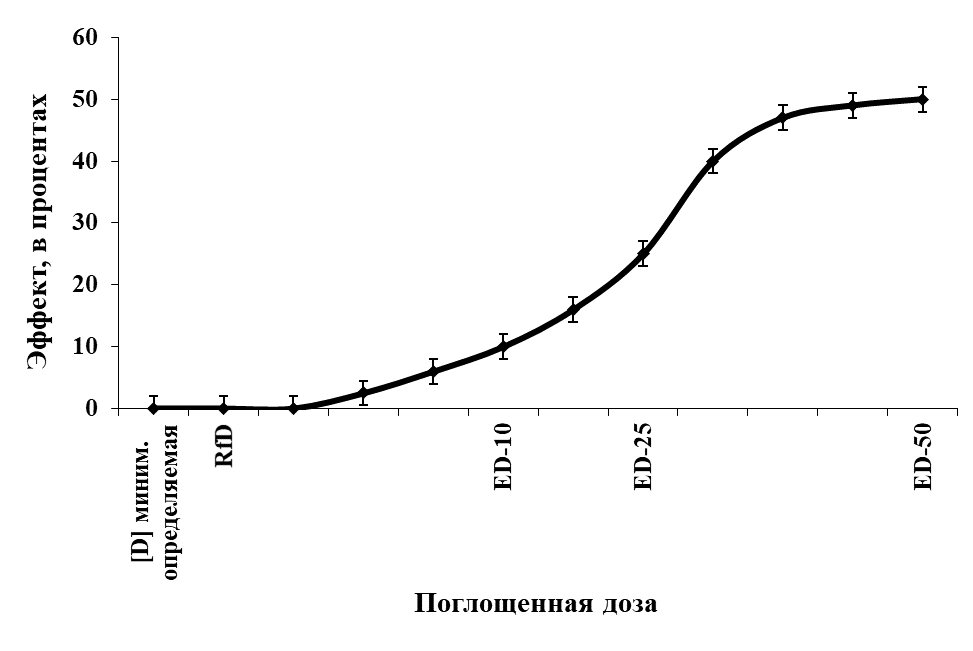 60
50
40
30
20
10
0
Эффект, в процентах
[D] миним.
определяемая
RfD
ED-10
ED-25
ED-50
Поглощенная доза